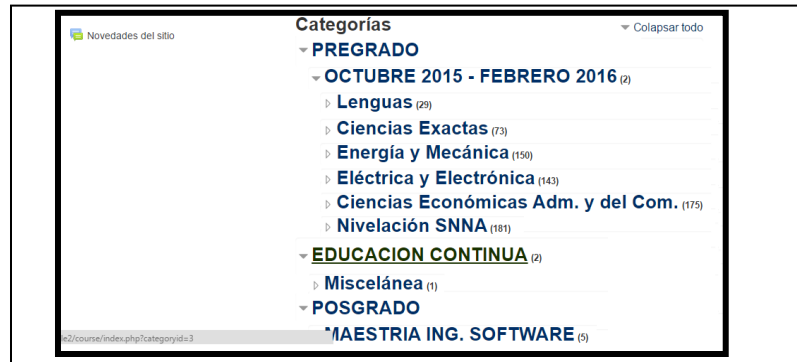 Novedades del sitio
Categorías
Colapsar todo
PREGRADO
OCTUBRE 2015 - FEBRERO 2016 (2)
Lenguas (29)
Ciencias Exactas (73)
Energía y Mecánica (150)
Eléctrica y Electrónica (143)
Ciencias Económicas Adm. y del Com. (175)
Nivelación SNNA (181)
EDUCACION CONTINUA (2)
Miscelánea (1)
POSGRADO
MAESTRIA ING. SOFTWARE (5)
le2/course/index.php?categoryid=3